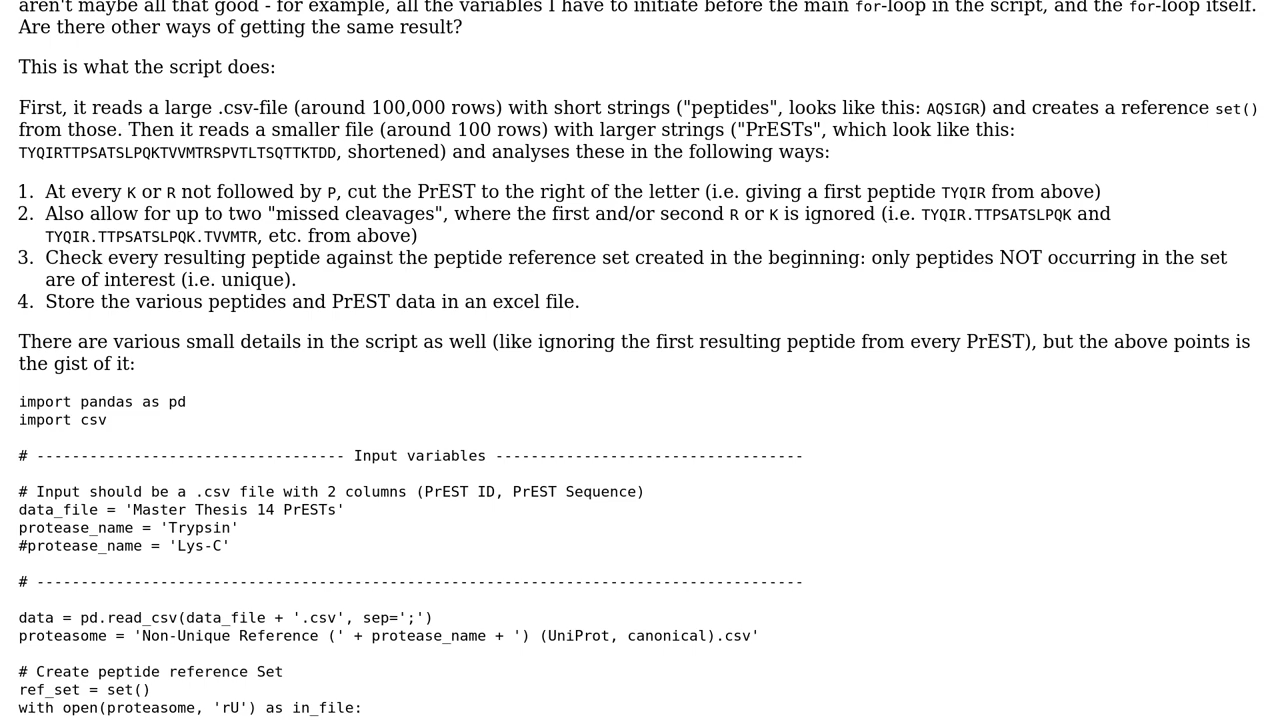 aren't maybe all that good - for example, all the variables I have to initiate before the main for-loop in the script, and the for-loop itself.
Are there other ways of getting the same result?
This is what the script does:
First, it reads a large .csv-file (around 100,000 rows) with short strings ("peptides", looks like this: AQSIGR) and creates a reference set()
from those. Then it reads a smaller file (around 100 rows) with larger strings ("PrESTs", which look like this:
TYQIRTTPSATSLPQKTVVMTRSPVTLTSQTTKTDD, shortened) and analyses these in the following ways:
1. At every K or R not followed by P, cut the PrEST to the right of the letter (i.e. giving a first peptide TYQIR from above)
2. Also allow for up to two "missed cleavages", where the first and/or second R or K is ignored (i.e. TYQIR.TTPSATSLPQK and
TYQIR.TTPSATSLPQK.TVVMTR, etc. from above)
3. Check every resulting peptide against the peptide reference set created in the beginning: only peptides NOT occurring in the set
are of interest (i.e. unique).
4. Store the various peptides and PrEST data in an excel file.
There are various small details in the script as well (like ignoring the first resulting peptide from every PrEST), but the above points is
the gist of it:
import pandas as pd
import csv
# ----------------------------------- Input variables -----------------------------------
# Input should be a .csv file with 2 columns (PrEST ID, PrEST Sequence)
data_file = 'Master Thesis 14 PrESTs'
protease_name = 'Trypsin'
#protease_name = 'Lys-C'
# ---------------------------------------------------------------------------------------
data = pd.read_csv(data_file + '.csv', sep=';')
proteasome = 'Non-Unique Reference (' + protease_name + ') (UniProt, canonical).csv'
# Create peptide reference Set
ref_set = set()
with open(proteasome, 'rU') as in_file: